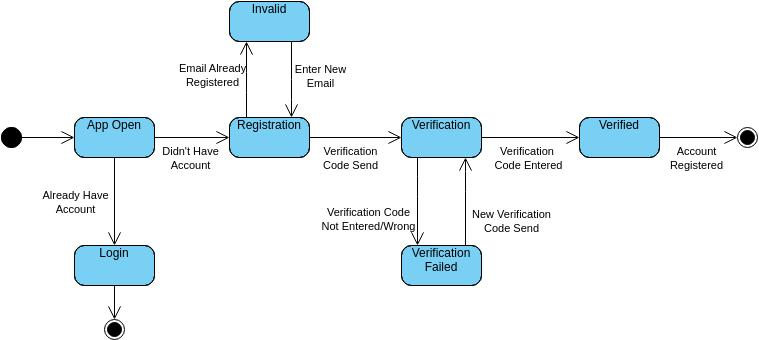 Invalid
Email Already
Registered
Enter New
Email
App Open
Registration
Verification
Verified
Didn't Have
Account
Verification
Code Send
Verification
Code Entered
Account
Registered
Already Have
Account
Verification Code
Not Entered/Wrong
New Verification
Code Send
Login
Verification
Failed